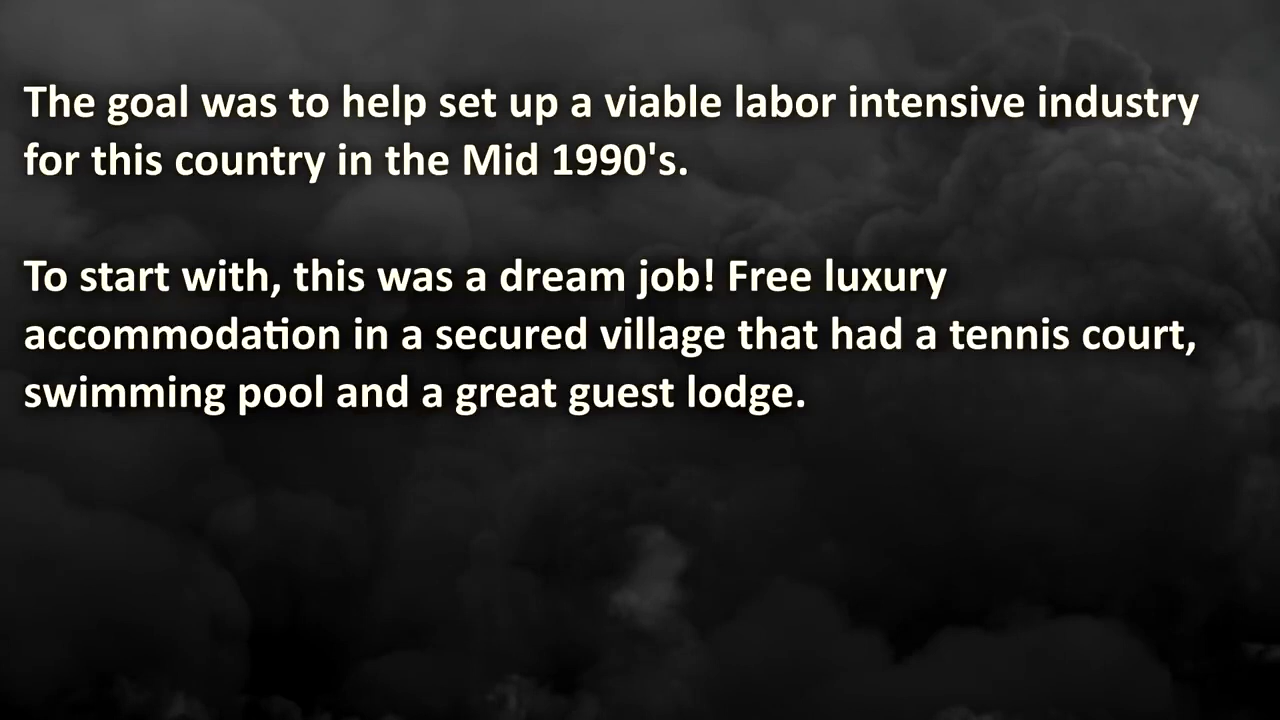 The goal was to help set up a viable labor intensive industry
for this country in the Mid 1990's.
To start with, this was a dream job! Free luxury
accommodation in a secured village that had a tennis court,
swimming pool and a great guest lodge.